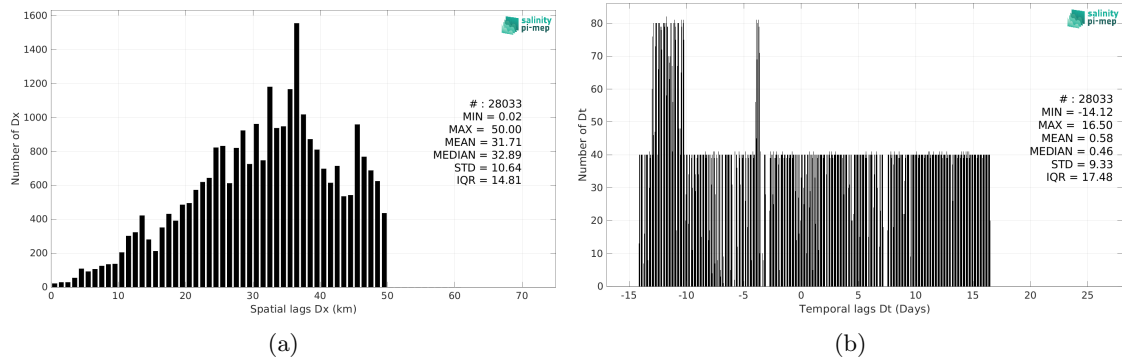 salinity
pi-mep
1600
1400
1200
1000
800
600
400
200
0
Number of Dx
# : 28033
MIN = 0.02
MAX = 50.00
MEAN = 31.71
MEDIAN = 32.89
STD = 10.64
IQR = 14.81
0 10 20 30 40 50 60 70
Spatial lags Dx (km)
(a)
salinity
pi-mep
80
70
60
50
40
30
20
10
0
Number of Dt
# : 28033
MIN = -14.12
MAX = 16.50
MEAN = 0.58
MEDIAN = 0.46
STD = 9.33
IQR = 17.48
-15 -10 -5 0 5 10 15 20 25
Temporal lags Dt (Days)
(b)